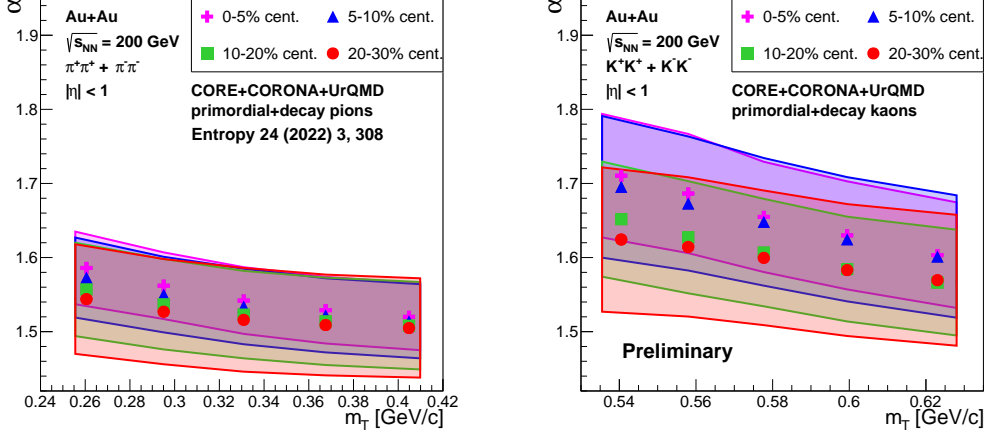 α
Au+Au
√s_NN = 200 GeV
π⁺π⁺ + π⁻π⁻
|η| < 1
0-5% cent.
5-10% cent.
10-20% cent.
20-30% cent.
CORE+CORONA+UrQMD
primordial+decay pions
Entropy 24 (2022) 3, 308
1.9
1.8
1.7
1.6
1.5
0.24 0.26 0.28 0.3 0.32 0.34 0.36 0.38 0.4 0.42
m_T [GeV/c]
α
Au+Au
√s_NN = 200 GeV
K⁺K⁺ + K⁻K⁻
|η| < 1
0-5% cent.
5-10% cent.
10-20% cent.
20-30% cent.
CORE+CORONA+UrQMD
primordial+decay kaons
Preliminary
1.9
1.8
1.7
1.6
1.5
0.54 0.56 0.58 0.6 0.62
m_T [GeV/c]